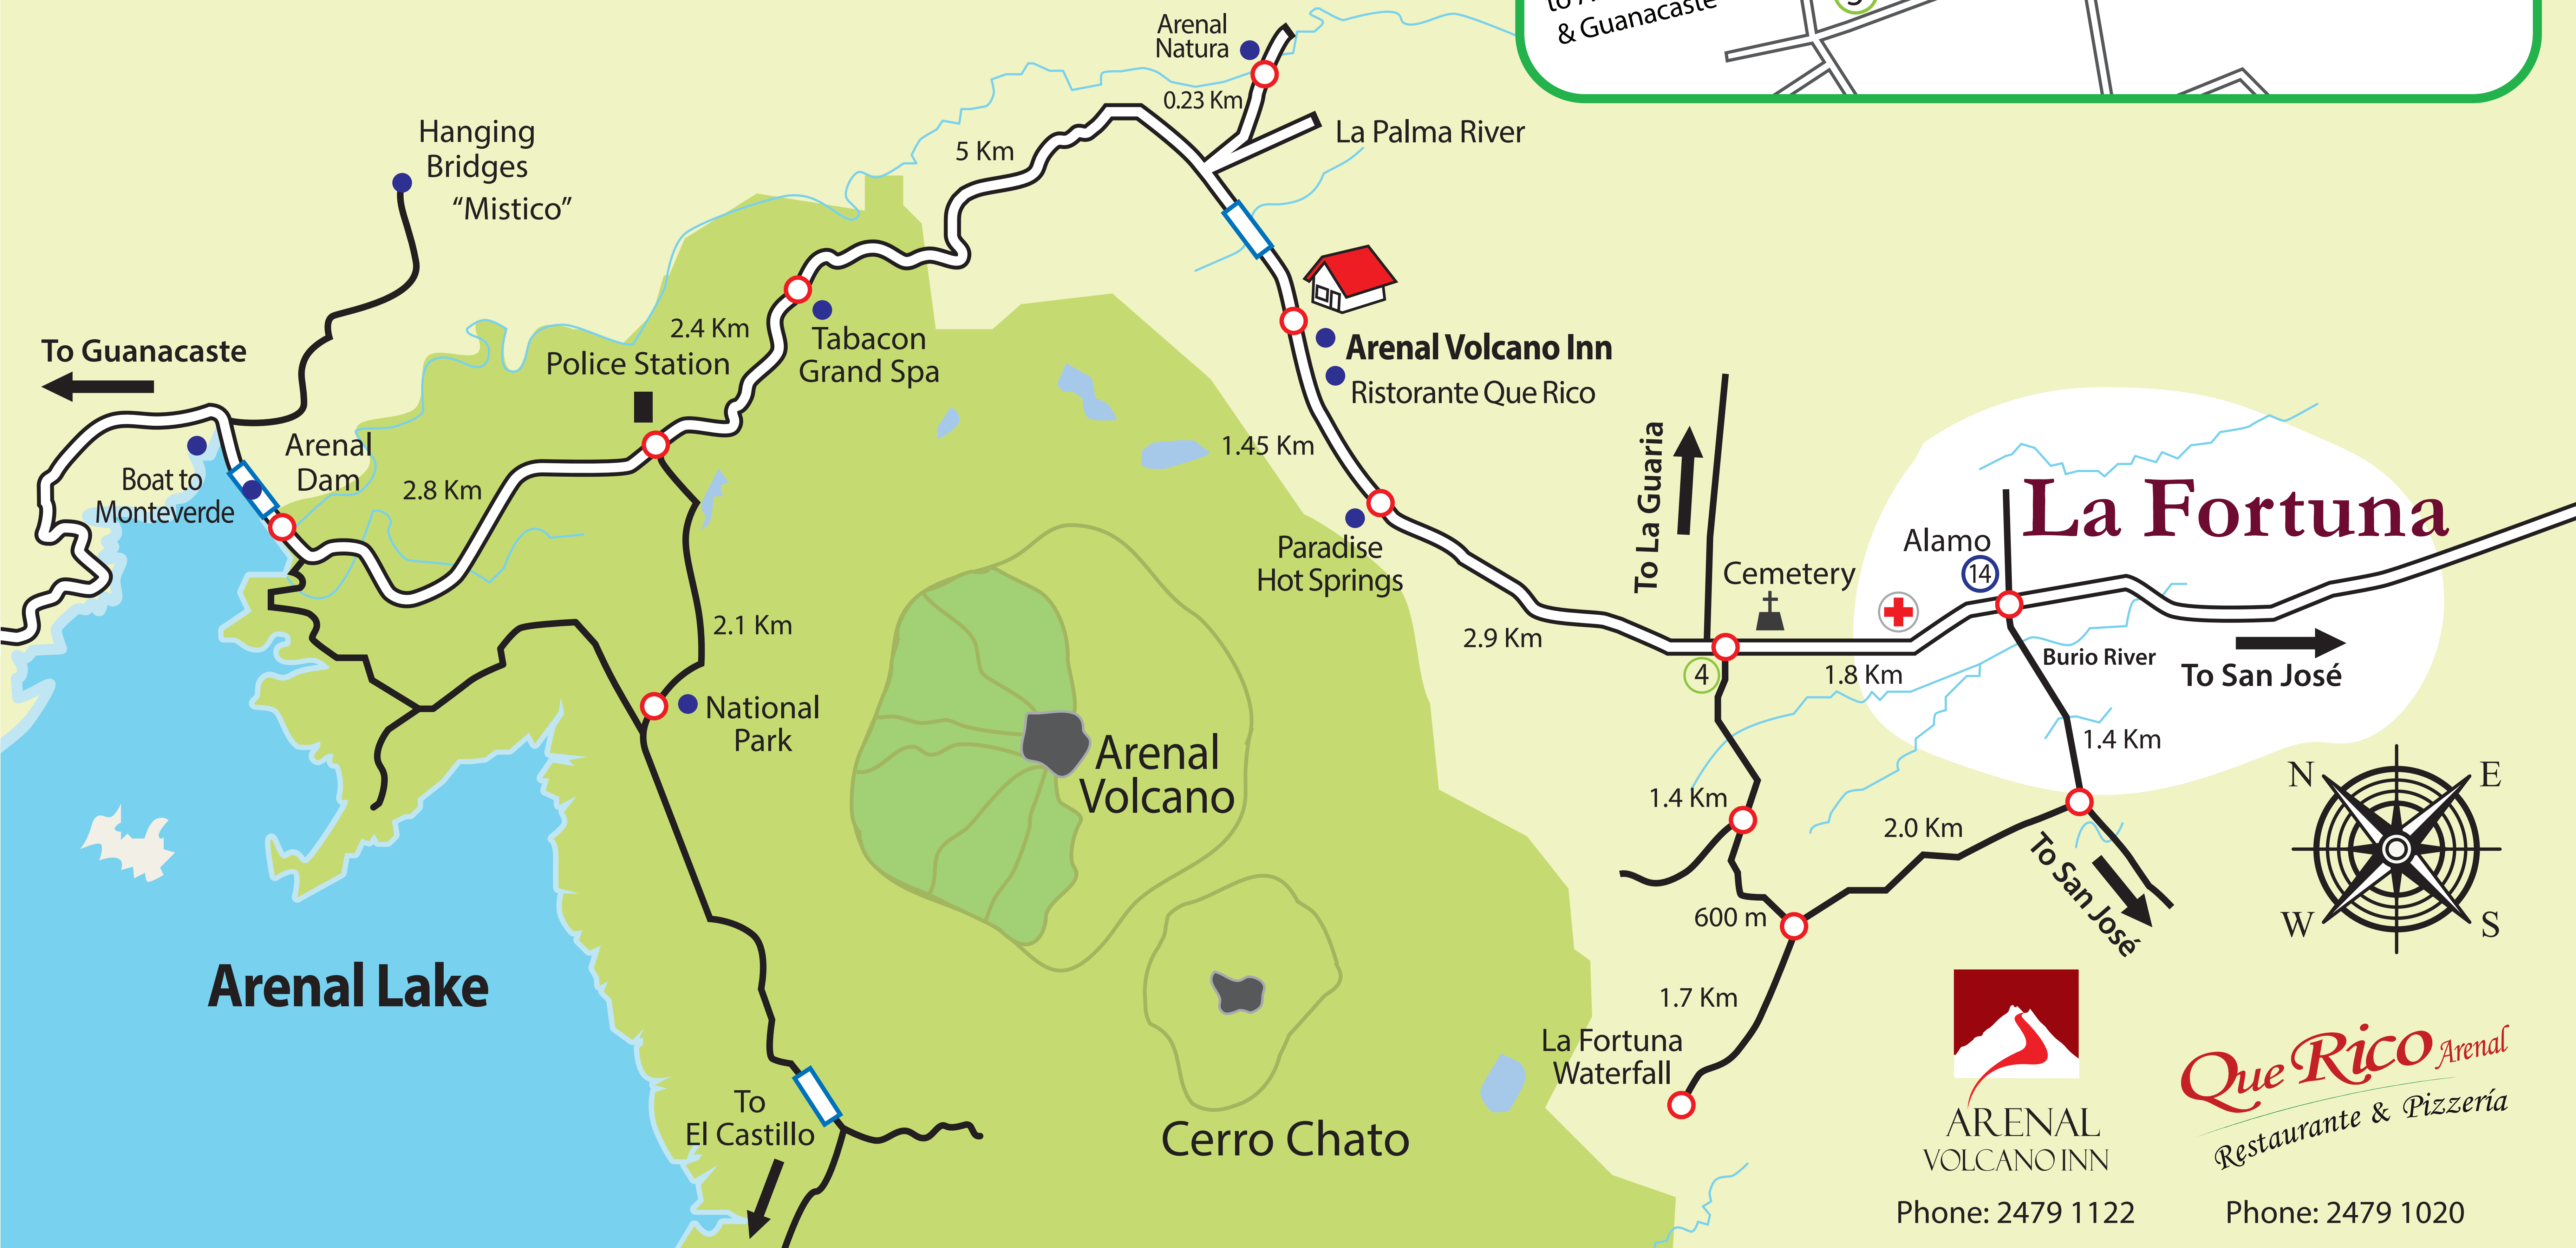 & Guanacaste
3
Arenal
Natura
0.23 Km
La Palma River
5 Km
Hanging
Bridges
“Mistico”
To Guanacaste
2.4 Km
Police Station
Tabacon
Grand Spa
Arenal Volcano Inn
Ristorante Que Rico
1.45 Km
Arenal
Dam
Boat to
Monteverde
2.8 Km
To La Guaria
Paradise
Hot Springs
La Fortuna
Alamo
14
Cemetery
2.9 Km
4
1.8 Km
Burio River
To San José
2.1 Km
National
Park
Arenal
Volcano
1.4 Km
1.4 Km
2.0 Km
To San José
N
E
W
S
600 m
1.7 Km
La Fortuna
Waterfall
Arenal Lake
To
El Castillo
Cerro Chato
ARENAL
VOLCANO INN
Phone: 2479 1122
Que Rico Arenal
Restaurante & Pizzería
Phone: 2479 1020